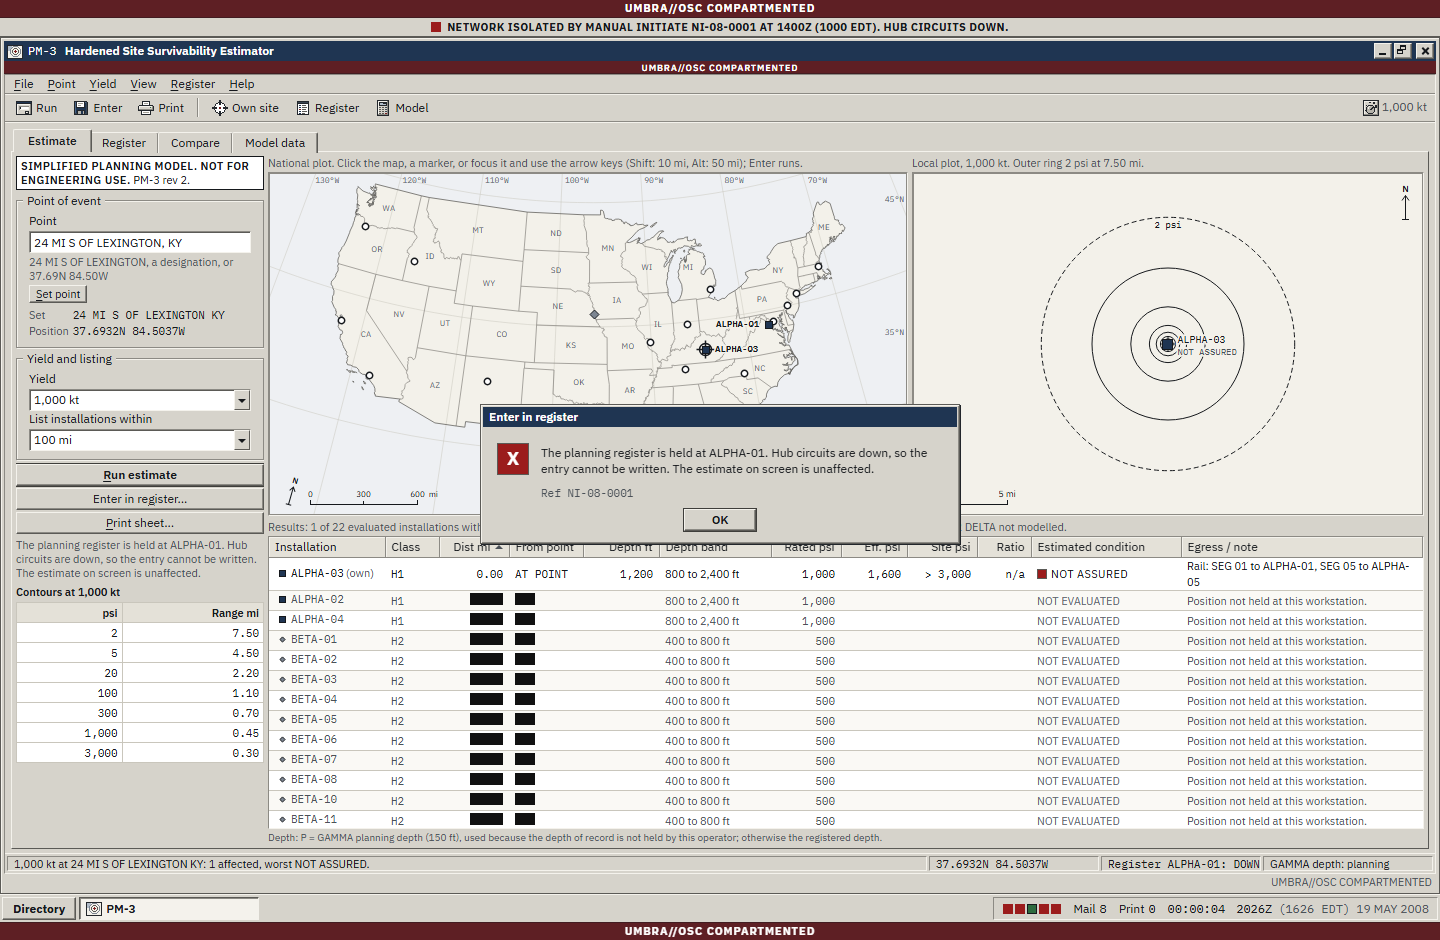 UMBRA//OSC COMPARTMENTED
NETWORK ISOLATED BY MANUAL INITIATE NI-08-0001 AT 1400Z (1000 EDT). HUB CIRCUITS DOWN.
PM-3 Hardened Site Survivability Estimator
UMBRA//OSC COMPARTMENTED
File Point Yield View Register Help
Run Enter Print Own site Register Model 1,000 kt
Estimate Register Compare Model data
SIMPLIFIED PLANNING MODEL. NOT FOR
ENGINEERING USE. PM-3 rev 2.
Point of event
Point
24 MI S OF LEXINGTON, KY
24 MI S OF LEXINGTON, a designation, or
37.69N 84.50W
Set point
Set 24 MI S OF LEXINGTON KY
Position 37.6932N 84.5037W
Yield and listing
Yield
1,000 kt
List installations within
100 mi
Run estimate
Enter in register...
Print sheet...
The planning register is held at ALPHA-01. Hub
circuits are down, so the entry cannot be written.
The estimate on screen is unaffected.
Contours at 1,000 kt
psi Range mi
2 7.50
5 4.50
20 2.20
100 1.10
300 0.70
1,000 0.45
3,000 0.30
National plot. Click the map, a marker, or focus it and use the arrow keys (Shift: 10 mi, Alt: 50 mi); Enter runs.
130°W 120°W 110°W 100°W 90°W 80°W 70°W
45°N
35°N
WA
OR
ID
MT
ND
MN
WI
MI
ME
NY
SD
WY
NE
IA
PA
NV
UT
CO
IL
CA
KS
MO
AZ
OK
AR
NC
SC
ALPHA-01
ALPHA-03
N
0 300 600 mi
Local plot, 1,000 kt. Outer ring 2 psi at 7.50 mi.
N
2 psi
ALPHA-03
NOT ASSURED
5 mi
Enter in register
X
The planning register is held at ALPHA-01. Hub circuits are down, so the
entry cannot be written. The estimate on screen is unaffected.
Ref NI-08-0001
OK
Results: 1 of 22 evaluated installations wit
DELTA not modelled.
Installation Class Dist mi From point Depth ft Depth band Rated psi Eff. psi Site psi Ratio Estimated condition Egress / note
ALPHA-03 (own) H1 0.00 AT POINT 1,200 800 to 2,400 ft 1,000 1,600 > 3,000 n/a NOT ASSURED Rail: SEG 01 to ALPHA-01, SEG 05 to ALPHA-
05
ALPHA-02 H1 800 to 2,400 ft 1,000 NOT EVALUATED Position not held at this workstation.
ALPHA-04 H1 800 to 2,400 ft 1,000 NOT EVALUATED Position not held at this workstation.
BETA-01 H2 400 to 800 ft 500 NOT EVALUATED Position not held at this workstation.
BETA-02 H2 400 to 800 ft 500 NOT EVALUATED Position not held at this workstation.
BETA-03 H2 400 to 800 ft 500 NOT EVALUATED Position not held at this workstation.
BETA-04 H2 400 to 800 ft 500 NOT EVALUATED Position not held at this workstation.
BETA-05 H2 400 to 800 ft 500 NOT EVALUATED Position not held at this workstation.
BETA-06 H2 400 to 800 ft 500 NOT EVALUATED Position not held at this workstation.
BETA-07 H2 400 to 800 ft 500 NOT EVALUATED Position not held at this workstation.
BETA-08 H2 400 to 800 ft 500 NOT EVALUATED Position not held at this workstation.
BETA-10 H2 400 to 800 ft 500 NOT EVALUATED Position not held at this workstation.
BETA-11 H2 400 to 800 ft 500 NOT EVALUATED Position not held at this workstation.
Depth: P = GAMMA planning depth (150 ft), used because the depth of record is not held by this operator; otherwise the registered depth.
1,000 kt at 24 MI S OF LEXINGTON KY: 1 affected, worst NOT ASSURED.
37.6932N 84.5037W
Register ALPHA-01: DOWN
GAMMA depth: planning
UMBRA//OSC COMPARTMENTED
Directory PM-3 Mail 8 Print 0 00:00:04 2026Z (1626 EDT) 19 MAY 2008
UMBRA//OSC COMPARTMENTED